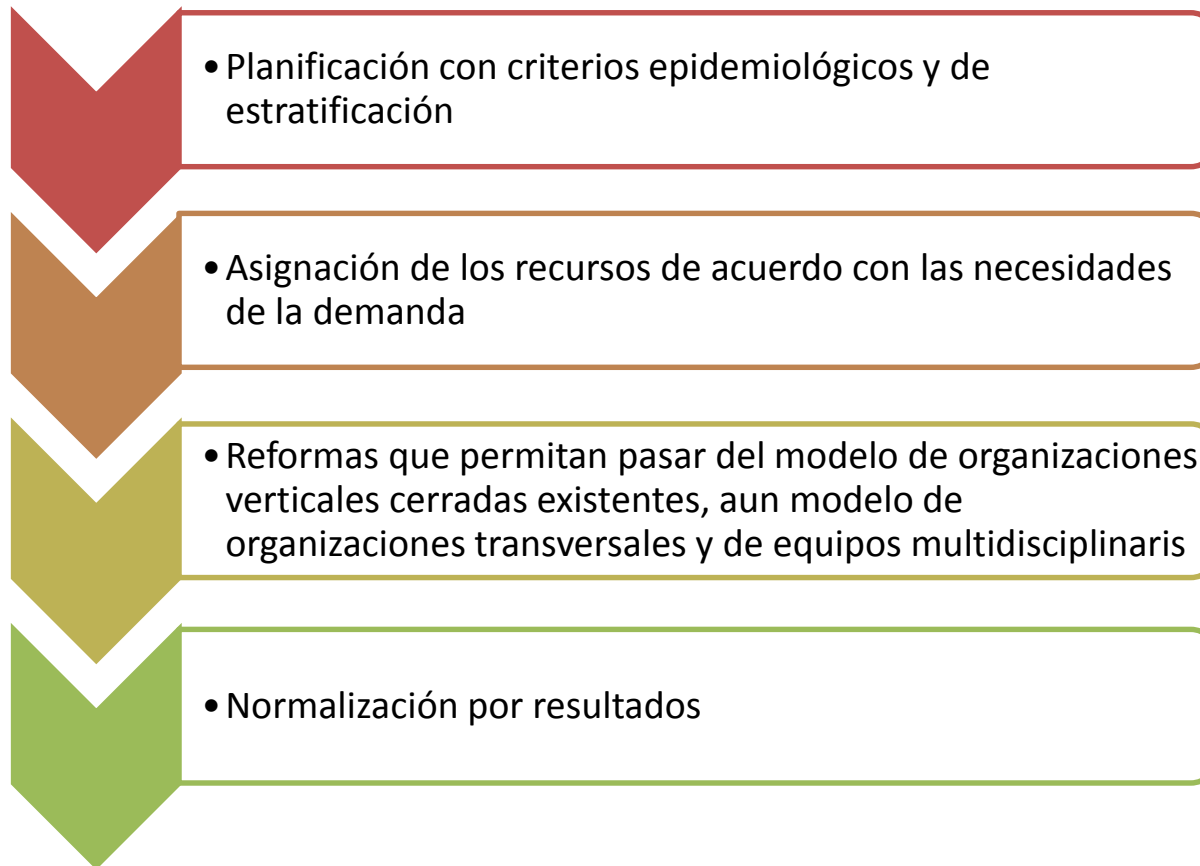 •Planificación con criterios epidemiológicos y de
estratificación
•Asignación de los recursos de acuerdo con las necesidades
de la demanda
•Reformas que permitan pasar del modelo de organizaciones
verticales cerradas existentes, aun modelo de
organizaciones transversales y de equipos multidisciplinaris
•Normalización por resultados